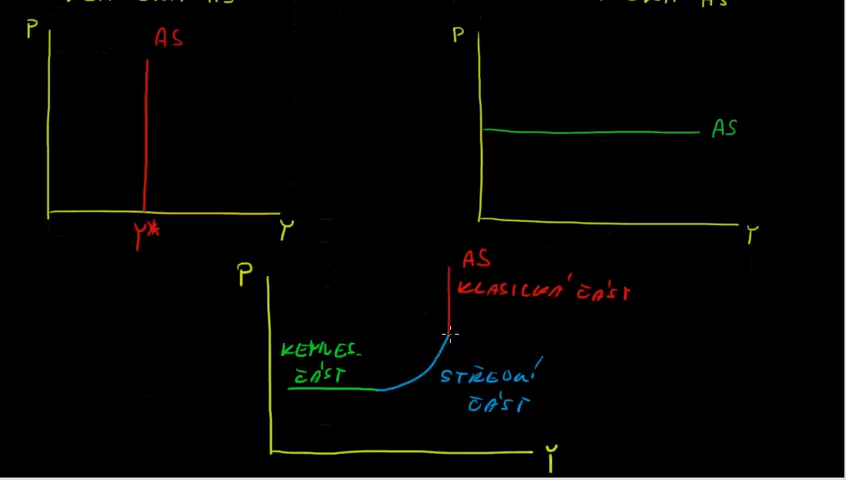 P
AS
Y*
Y
P
AS
Y
P
AS
KLASICKÁ ČÁST
KEYNES.
ČÁST
STŘEDNÍ
ČÁST
Y